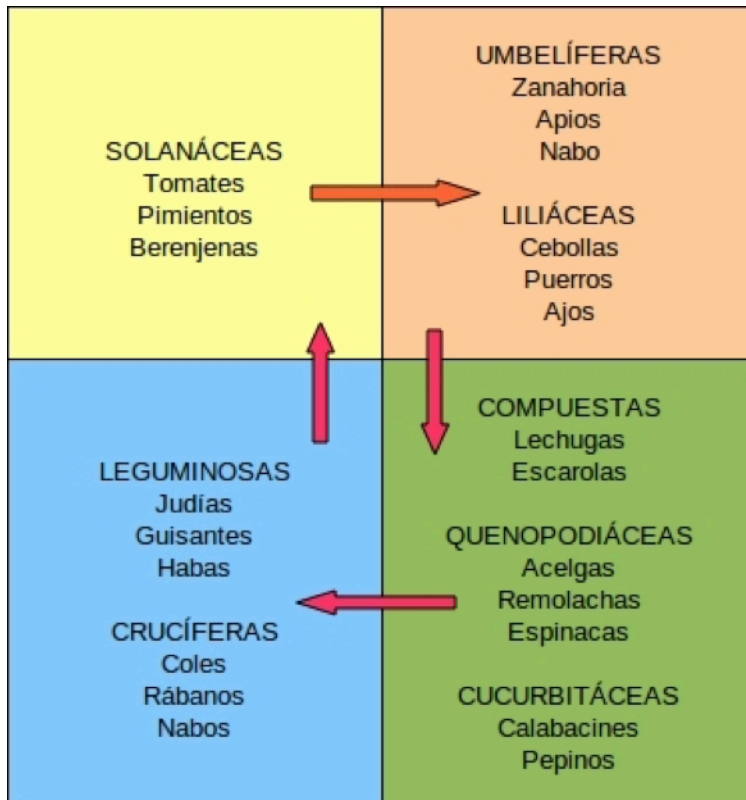 SOLANÁCEAS
Tomates
Pimientos
Berenjenas
UMBELÍFERAS
Zanahoria
Apios
Nabo
LILIÁCEAS
Cebollas
Puerros
Ajos
LEGUMINOSAS
Judías
Guisantes
Habas
CRUCÍFERAS
Coles
Rábanos
Nabos
COMPUESTAS
Lechugas
Escarolas
QUENOPODIÁCEAS
Acelgas
Remolachas
Espinacas
CUCURBITÁCEAS
Calabacines
Pepinos